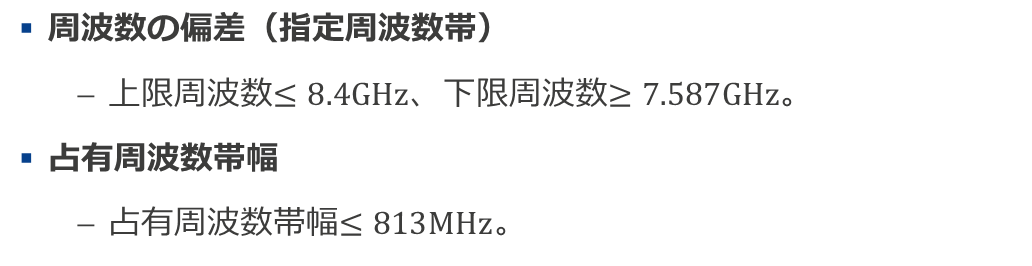 ▪ 周波数の偏差（指定周波数帯）
– 上限周波数≤ 8.4GHz、下限周波数≥ 7.587GHz。
▪ 占有周波数帯幅
– 占有周波数帯幅≤ 813MHz。